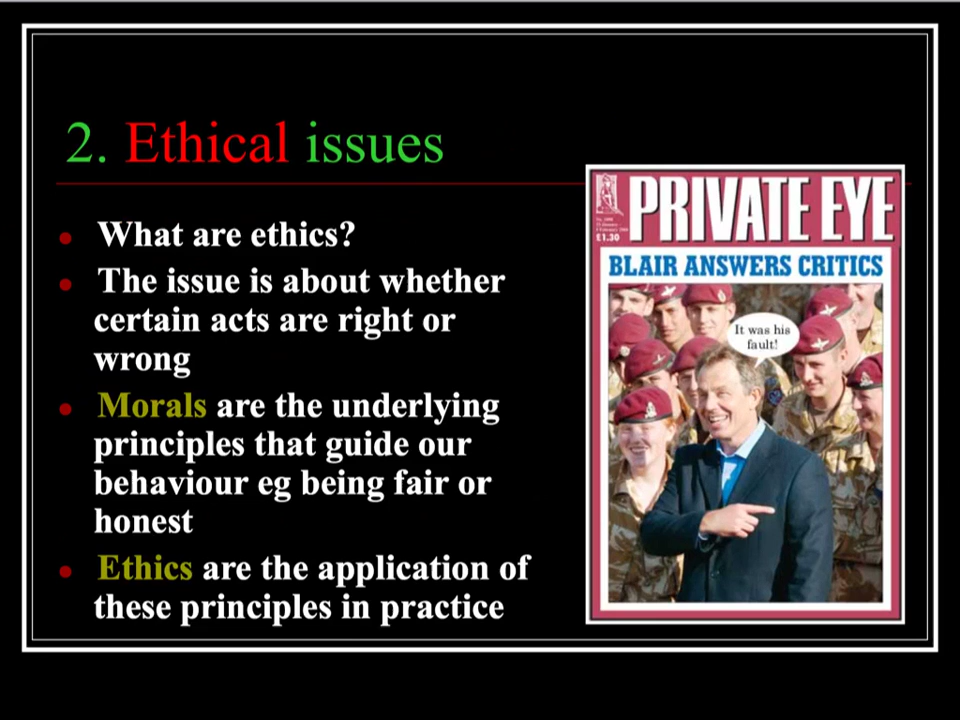 2. Ethical issues
What are ethics?
The issue is about whether
certain acts are right or
wrong
Morals are the underlying
principles that guide our
behaviour eg being fair or
honest
Ethics are the application of
these principles in practice
PRIVATE EYE
£1.30
BLAIR ANSWERS CRITICS
It was his
fault!